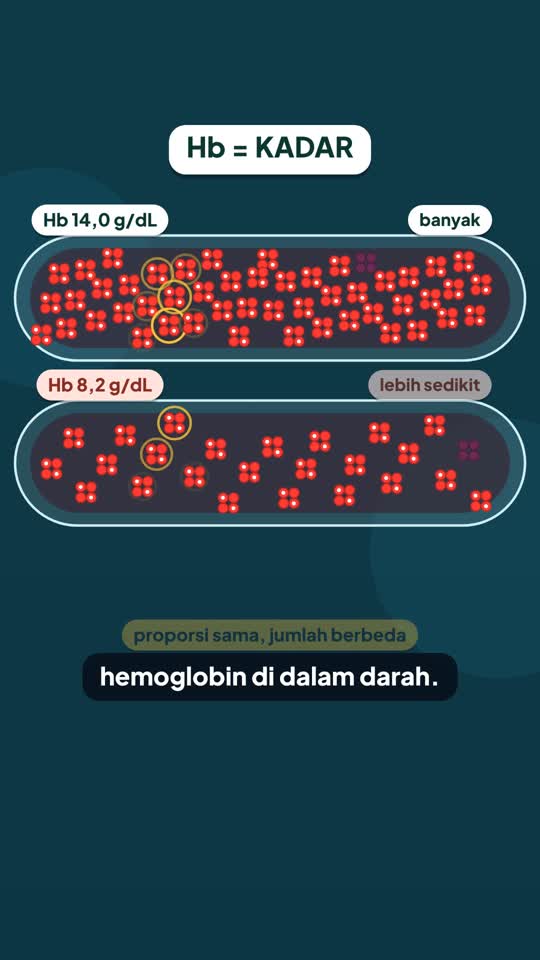 Hb = KADAR
Hb 14,0 g/dL
banyak
Hb 8,2 g/dL
lebih sedikit
proporsi sama, jumlah berbeda
hemoglobin di dalam darah.